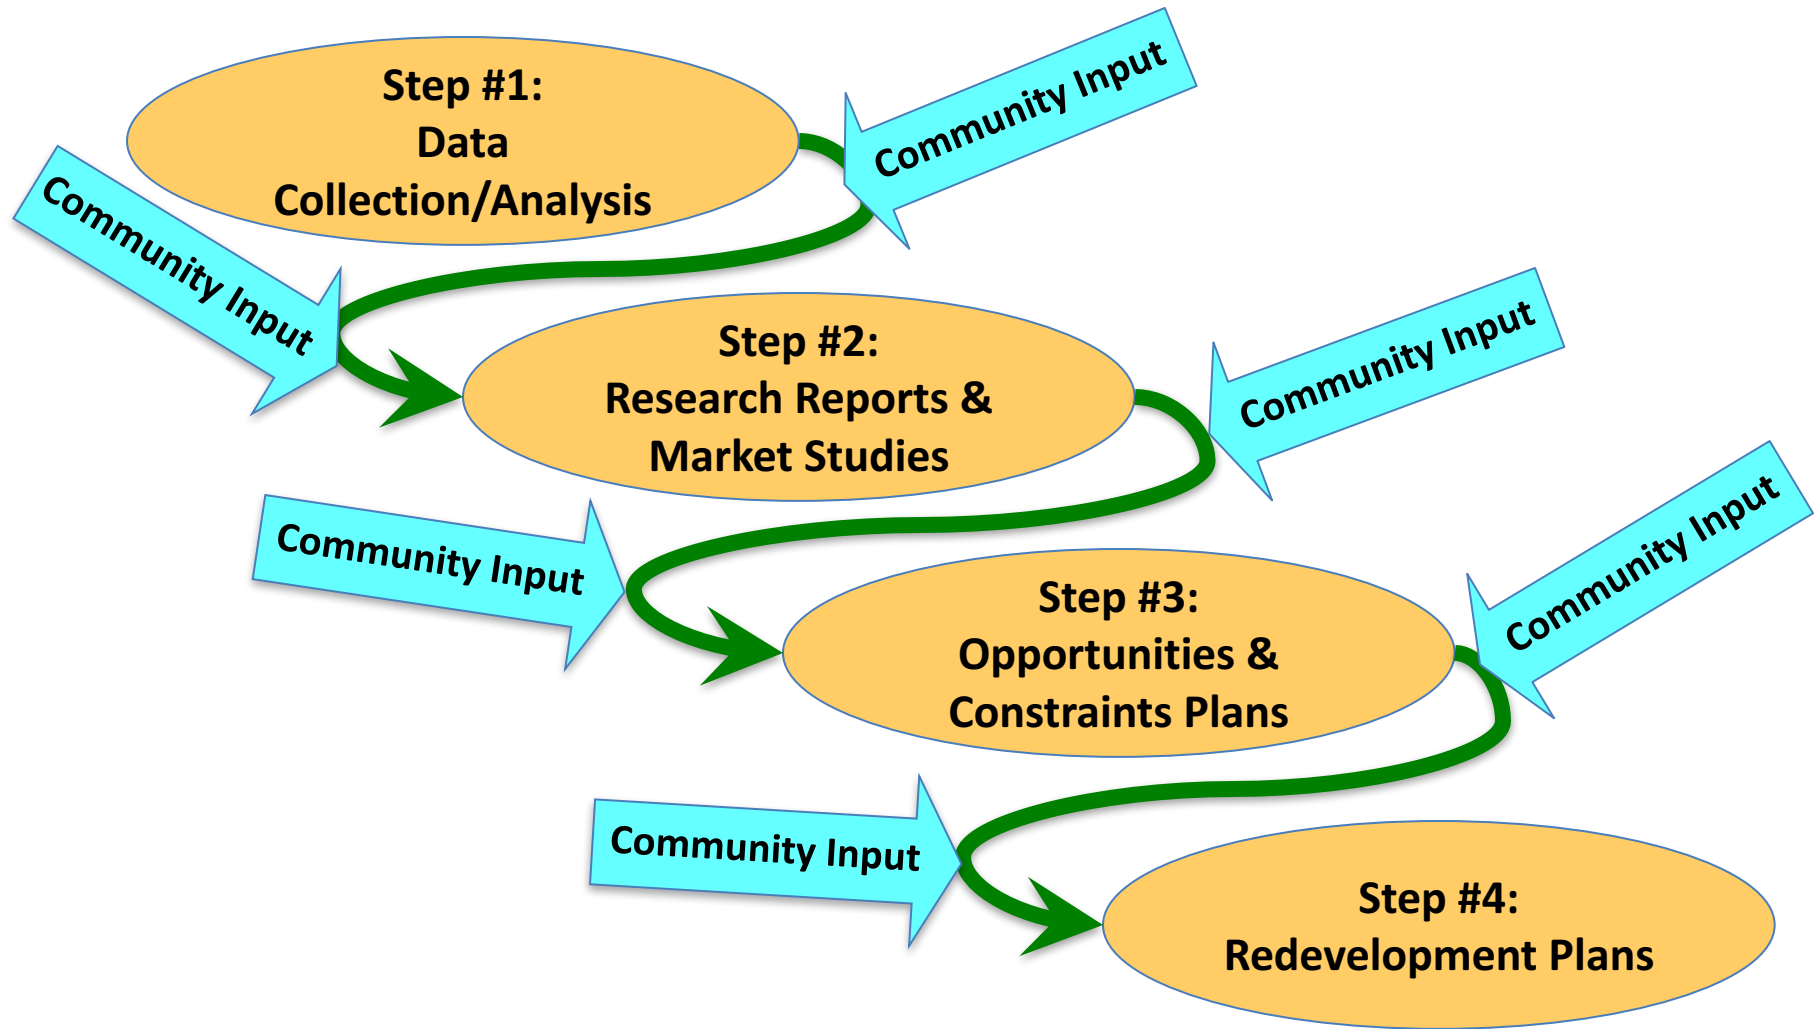 Step #1:
Data
Collection/Analysis
Community Input
Community Input
Step #2:
Research Reports &
Market Studies
Community Input
Community Input
Step #3:
Opportunities &
Constraints Plans
Community Input
Community Input
Step #4:
Redevelopment Plans